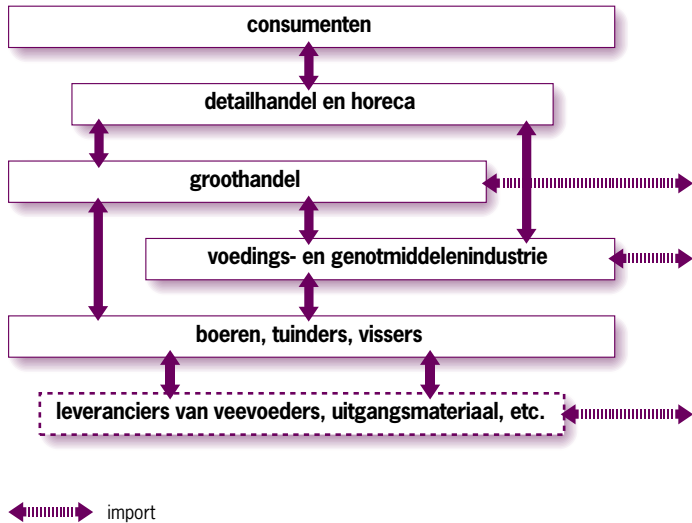 consumenten
detailhandel en horeca
groothandel
voedings- en genotmiddelenindustrie
boeren, tuinders, vissers
leveranciers van veevoeders, uitgangsmateriaal, etc.
import